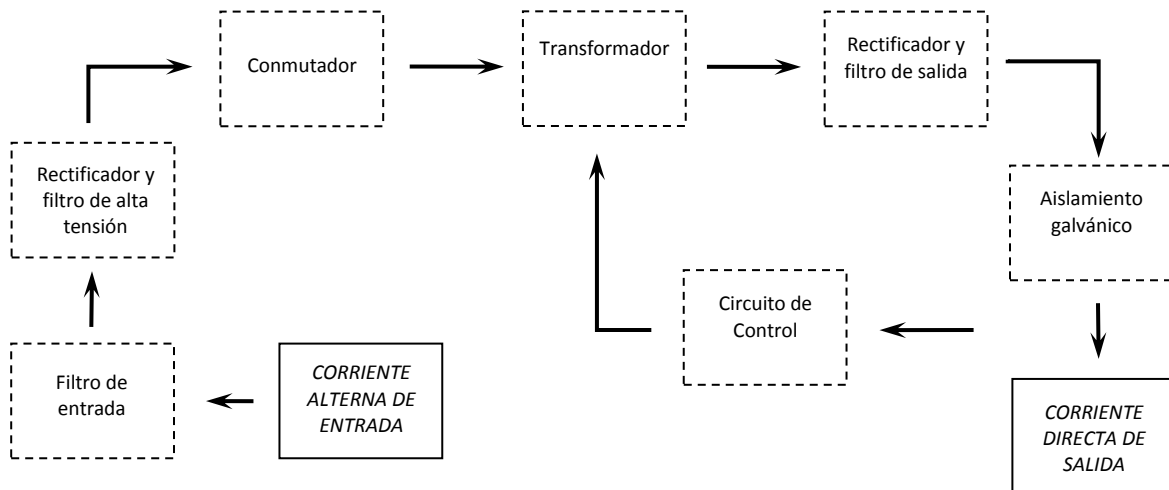 Conmutador
Transformador
Rectificador y
filtro de salida
Rectificador y
filtro de alta
tensión
Aislamiento
galvánico
Circuito de
Control
Filtro de
entrada
CORRIENTE
ALTERNA DE
ENTRADA
CORRIENTE
DIRECTA DE
SALIDA